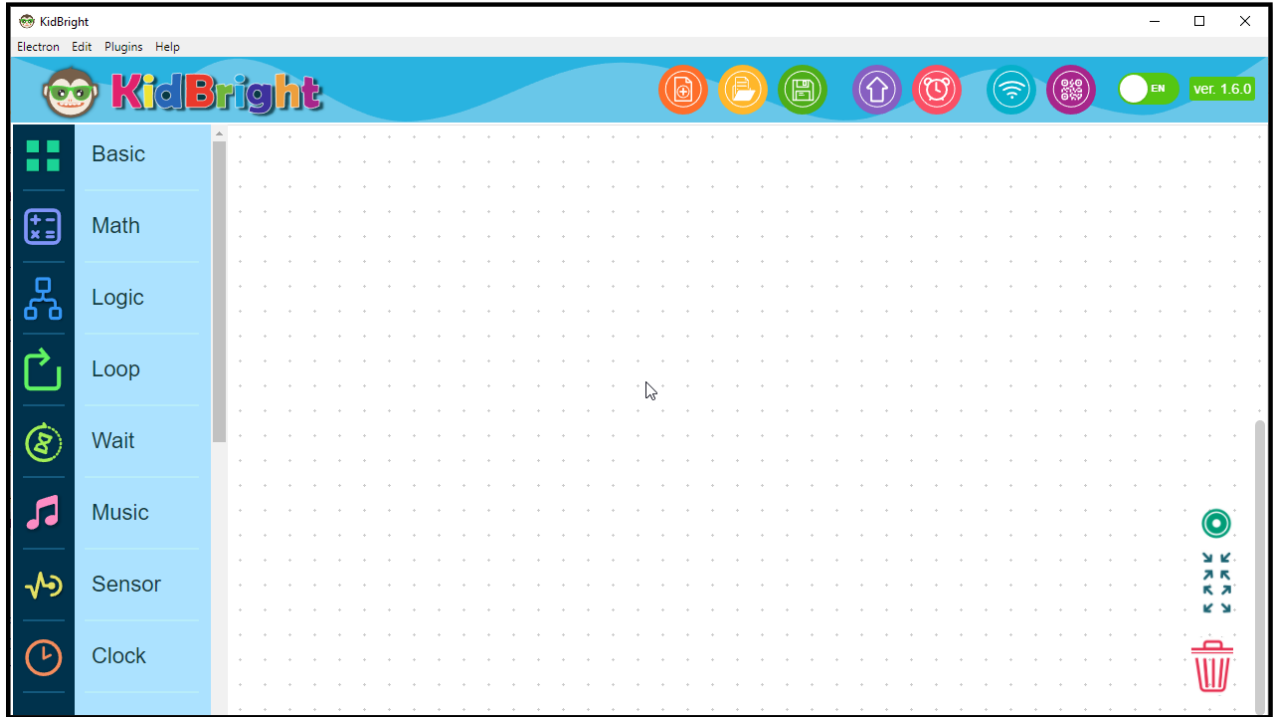 KidBright
Electron Edit Plugins Help
KidBright
EN
ver. 1.6.0
Basic
Math
Logic
Loop
Wait
Music
Sensor
Clock